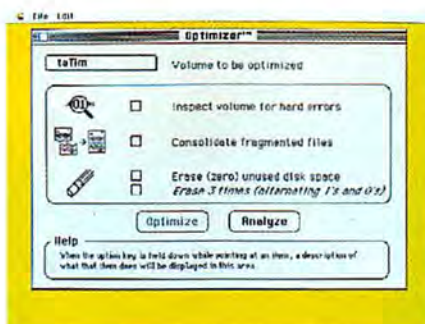 File Edit
Optimizer™
taTim
Volume to be optimized
Inspect volume for hard errors
Consolidate fragmented files
Erase (zero) unused disk space
Erase 3 times (alternating 1's and 0's)
Optimize Analyze
Help
When the option key is held down while pointing at an item, a description of
what that item does will be displayed in this area.